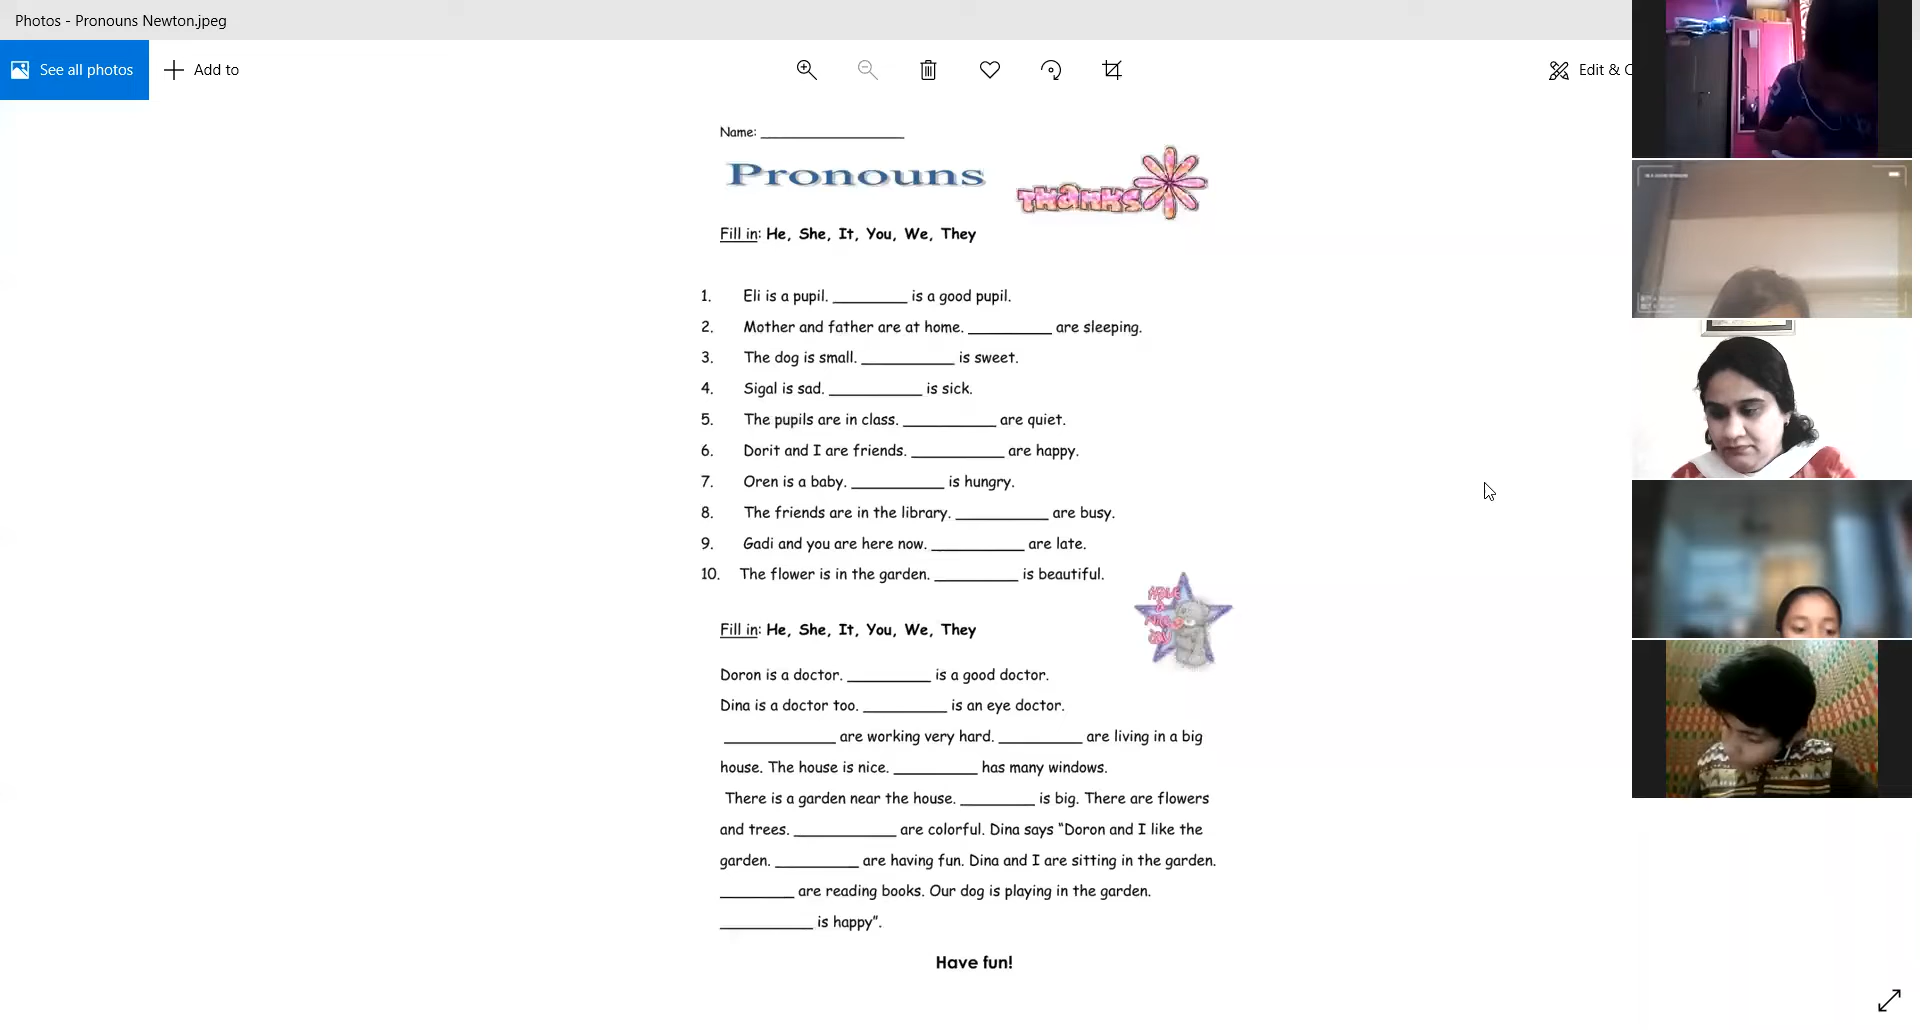 Photos - Pronouns Newton.jpeg
See all photos
Add to
Edit & C
Name: ____________________
Pronouns
THANKS
Fill in: He, She, It, You, We, They
1. Eli is a pupil. ________ is a good pupil.
2. Mother and father are at home. _________ are sleeping.
3. The dog is small. __________ is sweet.
4. Sigal is sad. __________ is sick.
5. The pupils are in class. __________ are quiet.
6. Dorit and I are friends. __________ are happy.
7. Oren is a baby. __________ is hungry.
8. The friends are in the library. __________ are busy.
9. Gadi and you are here now. __________ are late.
10. The flower is in the garden. _________ is beautiful.
HAVE
a
nice
day
Fill in: He, She, It, You, We, They
Doron is a doctor. _________ is a good doctor.
Dina is a doctor too. _________ is an eye doctor.
____________ are working very hard. _________ are living in a big
house. The house is nice. _________ has many windows.
There is a garden near the house. ________ is big. There are flowers
and trees. ___________ are colorful. Dina says "Doron and I like the
garden. _________ are having fun. Dina and I are sitting in the garden.
________ are reading books. Our dog is playing in the garden.
__________ is happy".
Have fun!